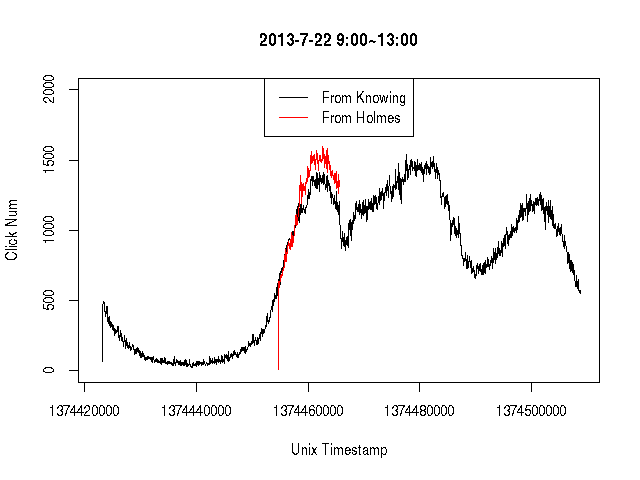 2013-7-22 9:00~13:00
From Knowing
From Holmes
Click Num
2000
1500
1000
500
0
1374420000 1374440000 1374460000 1374480000 1374500000
Unix Timestamp